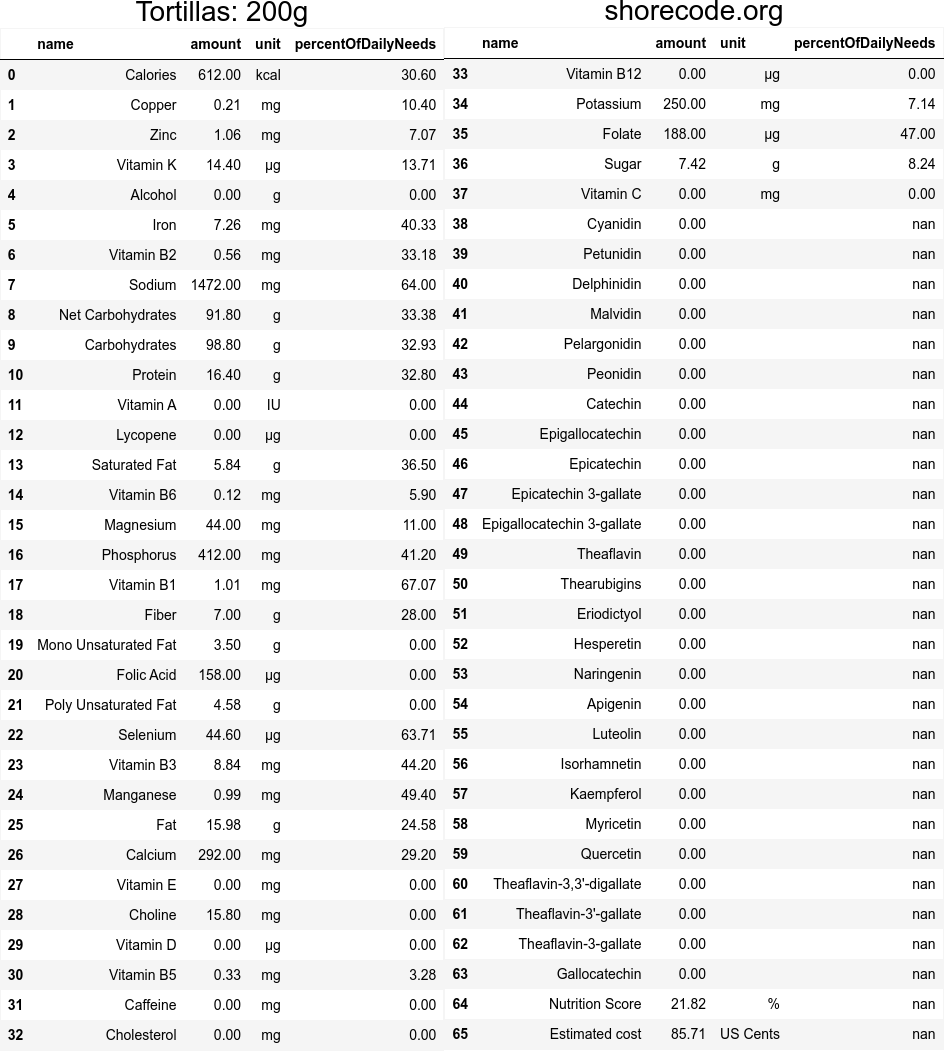 Tortillas: 200g
name amount unit percentOfDailyNeeds
0 Calories 612.00 kcal 30.60
1 Copper 0.21 mg 10.40
2 Zinc 1.06 mg 7.07
3 Vitamin K 14.40 µg 13.71
4 Alcohol 0.00 g 0.00
5 Iron 7.26 mg 40.33
6 Vitamin B2 0.56 mg 33.18
7 Sodium 1472.00 mg 64.00
8 Net Carbohydrates 91.80 g 33.38
9 Carbohydrates 98.80 g 32.93
10 Protein 16.40 g 32.80
11 Vitamin A 0.00 IU 0.00
12 Lycopene 0.00 µg 0.00
13 Saturated Fat 5.84 g 36.50
14 Vitamin B6 0.12 mg 5.90
15 Magnesium 44.00 mg 11.00
16 Phosphorus 412.00 mg 41.20
17 Vitamin B1 1.01 mg 67.07
18 Fiber 7.00 g 28.00
19 Mono Unsaturated Fat 3.50 g 0.00
20 Folic Acid 158.00 µg 0.00
21 Poly Unsaturated Fat 4.58 g 0.00
22 Selenium 44.60 µg 63.71
23 Vitamin B3 8.84 mg 44.20
24 Manganese 0.99 mg 49.40
25 Fat 15.98 g 24.58
26 Calcium 292.00 mg 29.20
27 Vitamin E 0.00 mg 0.00
28 Choline 15.80 mg 0.00
29 Vitamin D 0.00 µg 0.00
30 Vitamin B5 0.33 mg 3.28
31 Caffeine 0.00 mg 0.00
32 Cholesterol 0.00 mg 0.00
shorecode.org
name amount unit percentOfDailyNeeds
33 Vitamin B12 0.00 µg 0.00
34 Potassium 250.00 mg 7.14
35 Folate 188.00 µg 47.00
36 Sugar 7.42 g 8.24
37 Vitamin C 0.00 mg 0.00
38 Cyanidin 0.00 nan
39 Petunidin 0.00 nan
40 Delphinidin 0.00 nan
41 Malvidin 0.00 nan
42 Pelargonidin 0.00 nan
43 Peonidin 0.00 nan
44 Catechin 0.00 nan
45 Epigallocatechin 0.00 nan
46 Epicatechin 0.00 nan
47 Epicatechin 3-gallate 0.00 nan
48 Epigallocatechin 3-gallate 0.00 nan
49 Theaflavin 0.00 nan
50 Thearubigins 0.00 nan
51 Eriodictyol 0.00 nan
52 Hesperetin 0.00 nan
53 Naringenin 0.00 nan
54 Apigenin 0.00 nan
55 Luteolin 0.00 nan
56 Isorhamnetin 0.00 nan
57 Kaempferol 0.00 nan
58 Myricetin 0.00 nan
59 Quercetin 0.00 nan
60 Theaflavin-3,3'-digallate 0.00 nan
61 Theaflavin-3'-gallate 0.00 nan
62 Theaflavin-3-gallate 0.00 nan
63 Gallocatechin 0.00 nan
64 Nutrition Score 21.82 % nan
65 Estimated cost 85.71 US Cents nan